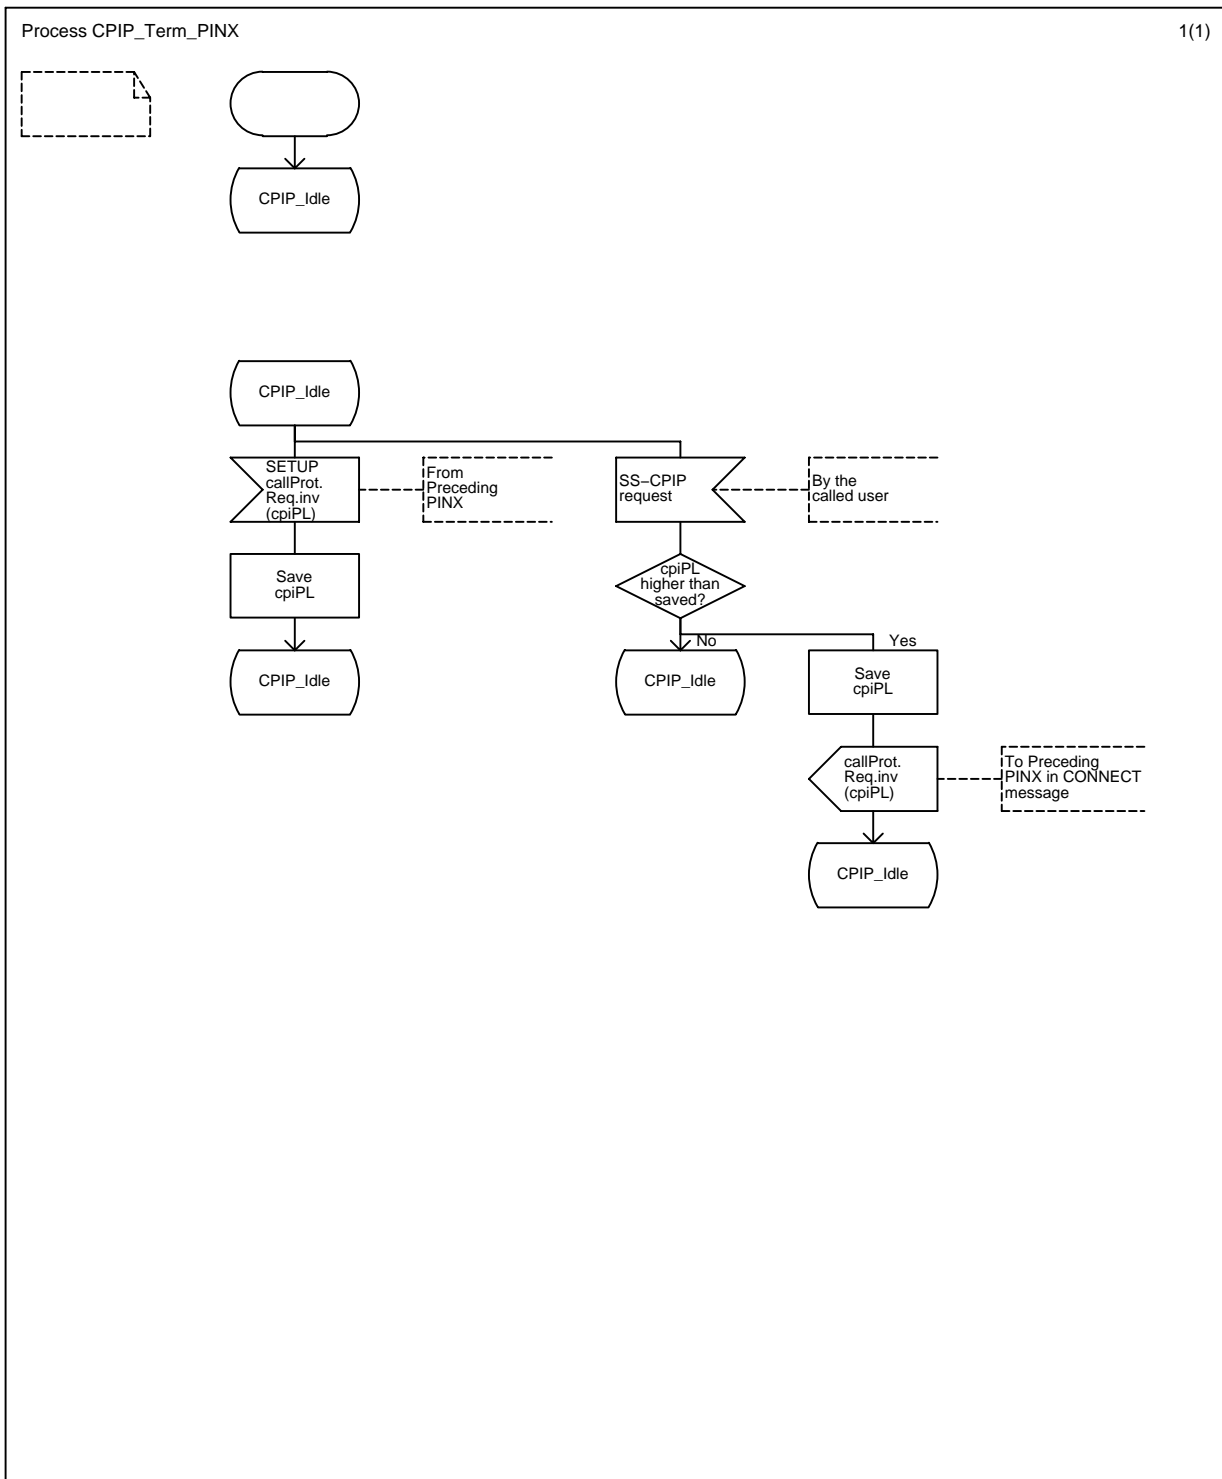 Process CPIP_Term_PINX
1(1)
CPIP_Idle
CPIP_Idle
SETUP
callProt.
Req.inv
(cpiPL)
From
Preceding
PINX
SS−CPIP
request
By the
called user
Save
cpiPL
cpiPL
higher than
saved?
No
Yes
CPIP_Idle
CPIP_Idle
Save
cpiPL
callProt.
Req.inv
(cpiPL)
To Preceding
PINX in CONNECT
message
CPIP_Idle